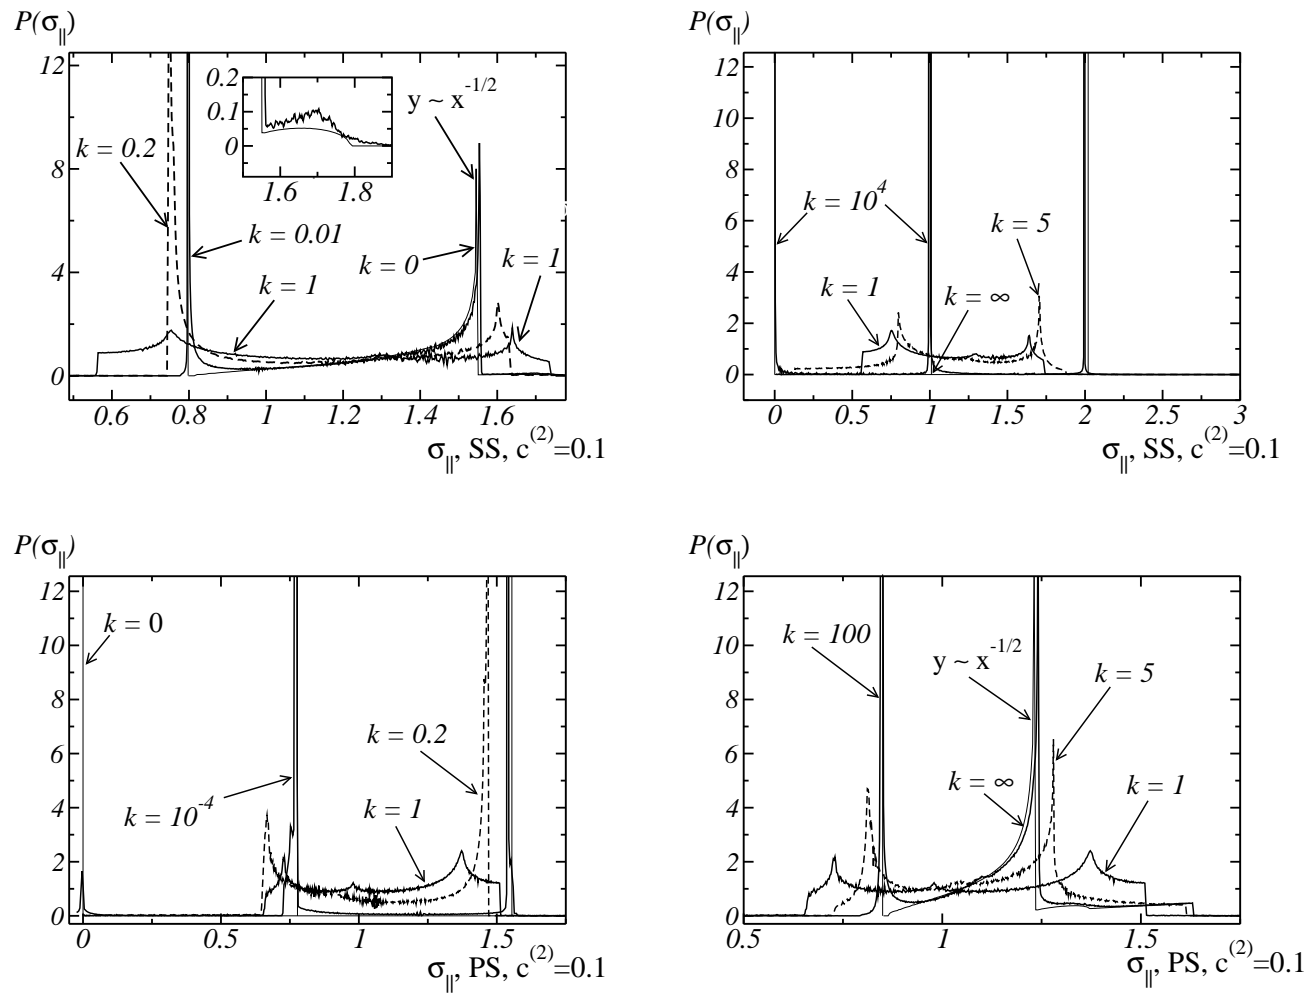 P(σ||)
12
8
4
0
0.6
0.8
1
1.2
1.4
1.6
σ||, SS, c(2)=0.1
0.2
0.1
0
1.6
1.8
y ~ x-1/2
k = 0.2
k = 0.01
k = 0
k = 1
k = 1
P(σ||)
12
10
8
6
4
2
0
0
0.5
1
1.5
2
2.5
3
σ||, SS, c(2)=0.1
k = 104
k = 5
k = 1
k = ∞
P(σ||)
12
10
8
6
4
2
0
0
0.5
1
1.5
σ||, PS, c(2)=0.1
k = 0
k = 0.2
k = 1
k = 10-4
P(σ||)
12
10
8
6
4
2
0
0.5
1
1.5
σ||, PS, c(2)=0.1
k = 100
y ~ x-1/2
k = 5
k = ∞
k = 1